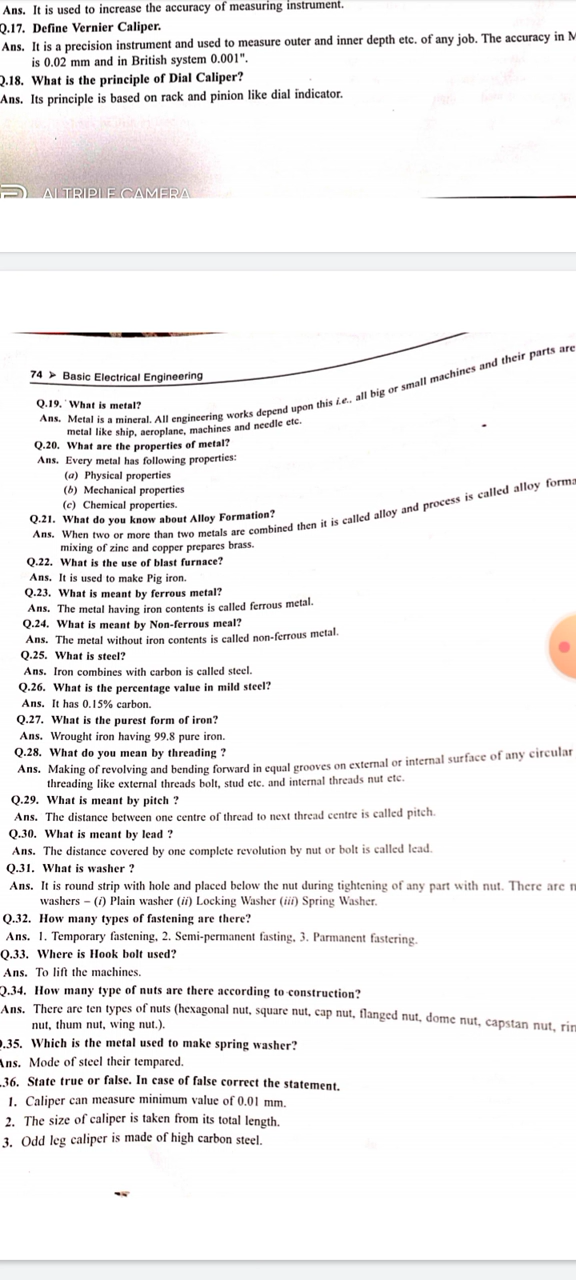 Ans. It is used to increase the accuracy of measuring instrument.
Q.17. Define Vernier Caliper.
Ans. It is a precision instrument and used to measure outer and inner depth etc. of any job. The accuracy in M
is 0.02 mm and in British system 0.001".
Q.18. What is the principle of Dial Caliper?
Ans. Its principle is based on rack and pinion like dial indicator.
AI TRIPLE CAMERA
74 > Basic Electrical Engineering
Q.19. What is metal?
Ans. Metal is a mineral. All engineering works depend upon this i.e., all big or small machines and their parts are
metal like ship, aeroplane, machines and needle etc.
Q.20. What are the properties of metal?
Ans. Every metal has following properties:
(a) Physical properties
(b) Mechanical properties
(c) Chemical properties.
Q.21. What do you know about Alloy Formation?
Ans. When two or more than two metals are combined then it is called alloy and process is called alloy forma
mixing of zinc and copper prepares brass.
Q.22. What is the use of blast furnace?
Ans. It is used to make Pig iron.
Q.23. What is meant by ferrous metal?
Ans. The metal having iron contents is called ferrous metal.
Q.24. What is meant by Non-ferrous meal?
Ans. The metal without iron contents is called non-ferrous metal.
Q.25. What is steel?
Ans. Iron combines with carbon is called steel.
Q.26. What is the percentage value in mild steel?
Ans. It has 0.15% carbon.
Q.27. What is the purest form of iron?
Ans. Wrought iron having 99.8 pure iron.
Q.28. What do you mean by threading ?
Ans. Making of revolving and bending forward in equal grooves on external or internal surface of any circular
threading like external threads bolt, stud etc. and internal threads nut etc.
Q.29. What is meant by pitch ?
Ans. The distance between one centre of thread to next thread centre is called pitch.
Q.30. What is meant by lead ?
Ans. The distance covered by one complete revolution by nut or bolt is called lead.
Q.31. What is washer ?
Ans. It is round strip with hole and placed below the nut during tightening of any part with nut. There are n
washers – (i) Plain washer (ii) Locking Washer (iii) Spring Washer.
Q.32. How many types of fastening are there?
Ans. 1. Temporary fastening, 2. Semi-permanent fasting, 3. Parmanent fastering.
Q.33. Where is Hook bolt used?
Ans. To lift the machines.
Q.34. How many type of nuts are there according to construction?
Ans. There are ten types of nuts (hexagonal nut, square nut, cap nut, flanged nut, dome nut, capstan nut, rin
nut, thum nut, wing nut.).
.35. Which is the metal used to make spring washer?
Ans. Mode of steel their tempared.
.36. State true or false. In case of false correct the statement.
1. Caliper can measure minimum value of 0.01 mm.
2. The size of caliper is taken from its total length.
3. Odd leg caliper is made of high carbon steel.